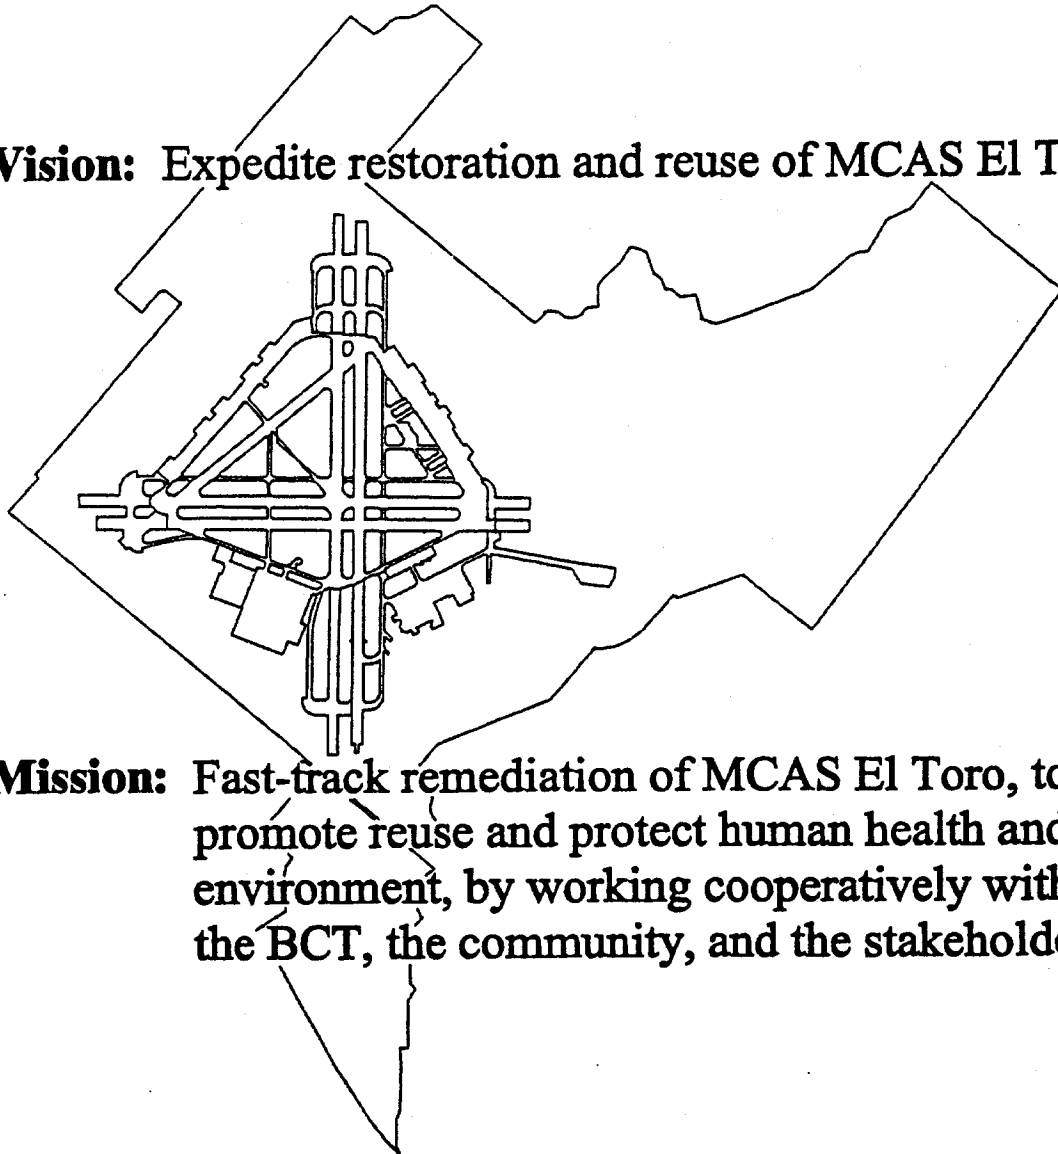 Vision: Expedite restoration and reuse of MCAS El T
Mission: Fast-track remediation of MCAS El Toro, to
promote reuse and protect human health and
environment, by working cooperatively with
the BCT, the community, and the stakeholde